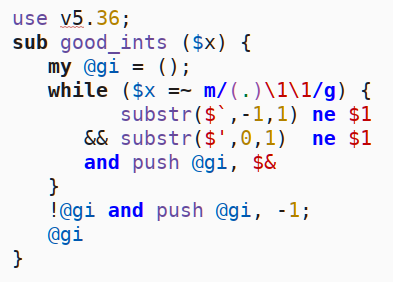 use v5.36;
sub good_ints ($x) {
   my @gi = ();
   while ($x =~ m/(.)\1\1/g) {
         substr($`,-1,1) ne $1
      && substr($',0,1)  ne $1
      and push @gi, $&
   }
   !@gi and push @gi, -1;
   @gi
}